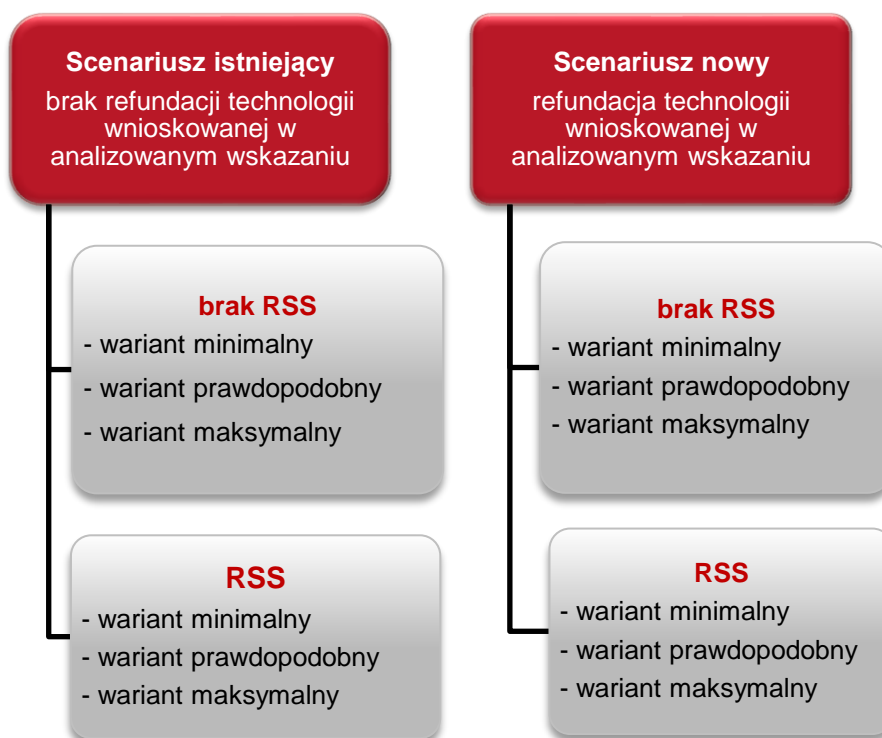 Scenariusz istniejący
brak refundacji technologii
wnioskowanej w
analizowanym wskazaniu
brak RSS
- wariant minimalny
- wariant prawdopodobny
- wariant maksymalny
RSS
- wariant minimalny
- wariant prawdopodobny
- wariant maksymalny
Scenariusz nowy
refundacja technologii
wnioskowanej w
analizowanym wskazaniu
brak RSS
- wariant minimalny
- wariant prawdopodobny
- wariant maksymalny
RSS
- wariant minimalny
- wariant prawdopodobny
- wariant maksymalny